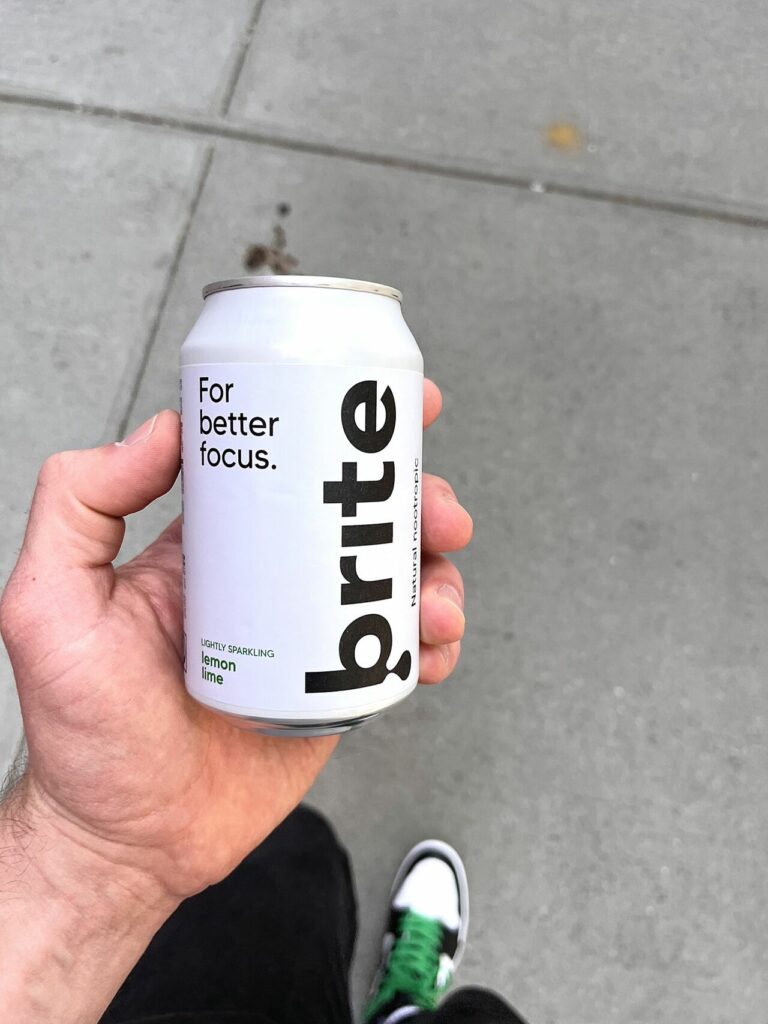 For
better
focus.
brite
Natural nootropic
LIGHTLY SPARKLING
lemon
lime